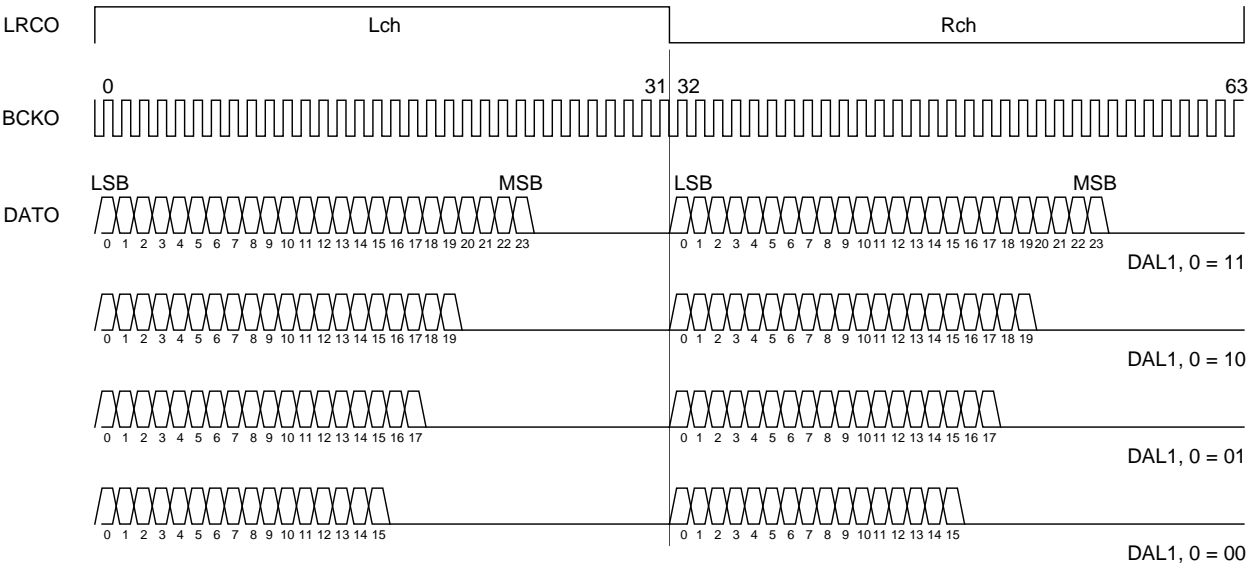 LRCO Lch Rch
0 31 32 63
BCKO
LSB MSB LSB MSB
DATO
0 1 2 3 4 5 6 7 8 9 10 11 12 13 14 15 16 17 18 19 20 21 22 23 0 1 2 3 4 5 6 7 8 9 10 11 12 13 14 15 16 17 18 19 20 21 22 23
DAL1, 0 = 11
0 1 2 3 4 5 6 7 8 9 10 11 12 13 14 15 16 17 18 19 0 1 2 3 4 5 6 7 8 9 10 11 12 13 14 15 16 17 18 19
DAL1, 0 = 10
0 1 2 3 4 5 6 7 8 9 10 11 12 13 14 15 16 17 0 1 2 3 4 5 6 7 8 9 10 11 12 13 14 15 16 17
DAL1, 0 = 01
0 1 2 3 4 5 6 7 8 9 10 11 12 13 14 15 0 1 2 3 4 5 6 7 8 9 10 11 12 13 14 15
DAL1, 0 = 00